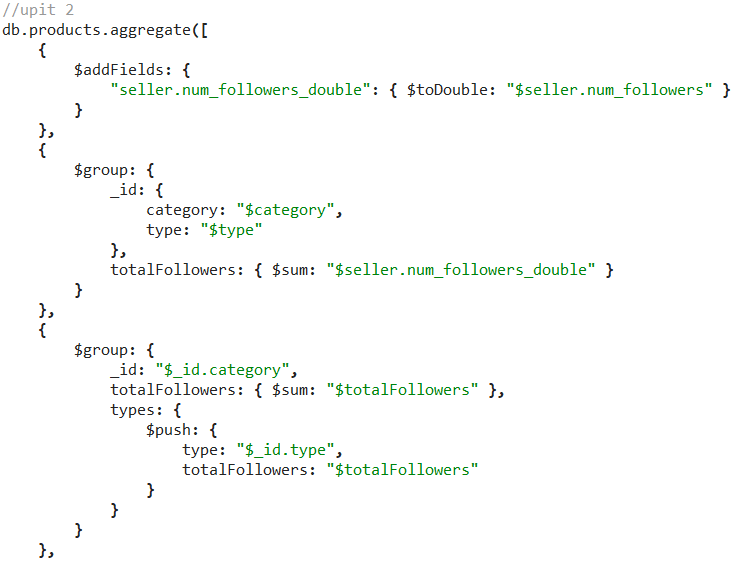 //upit 2
db.products.aggregate([
    {
        $addFields: {
            "seller.num_followers_double": { $toDouble: "$seller.num_followers" }
        }
    },
    {
        $group: {
            _id: {
                category: "$category",
                type: "$type"
            },
            totalFollowers: { $sum: "$seller.num_followers_double" }
        }
    },
    {
        $group: {
            _id: "$_id.category",
            totalFollowers: { $sum: "$totalFollowers" },
            types: {
                $push: {
                    type: "$_id.type",
                    totalFollowers: "$totalFollowers"
                }
            }
        }
    },